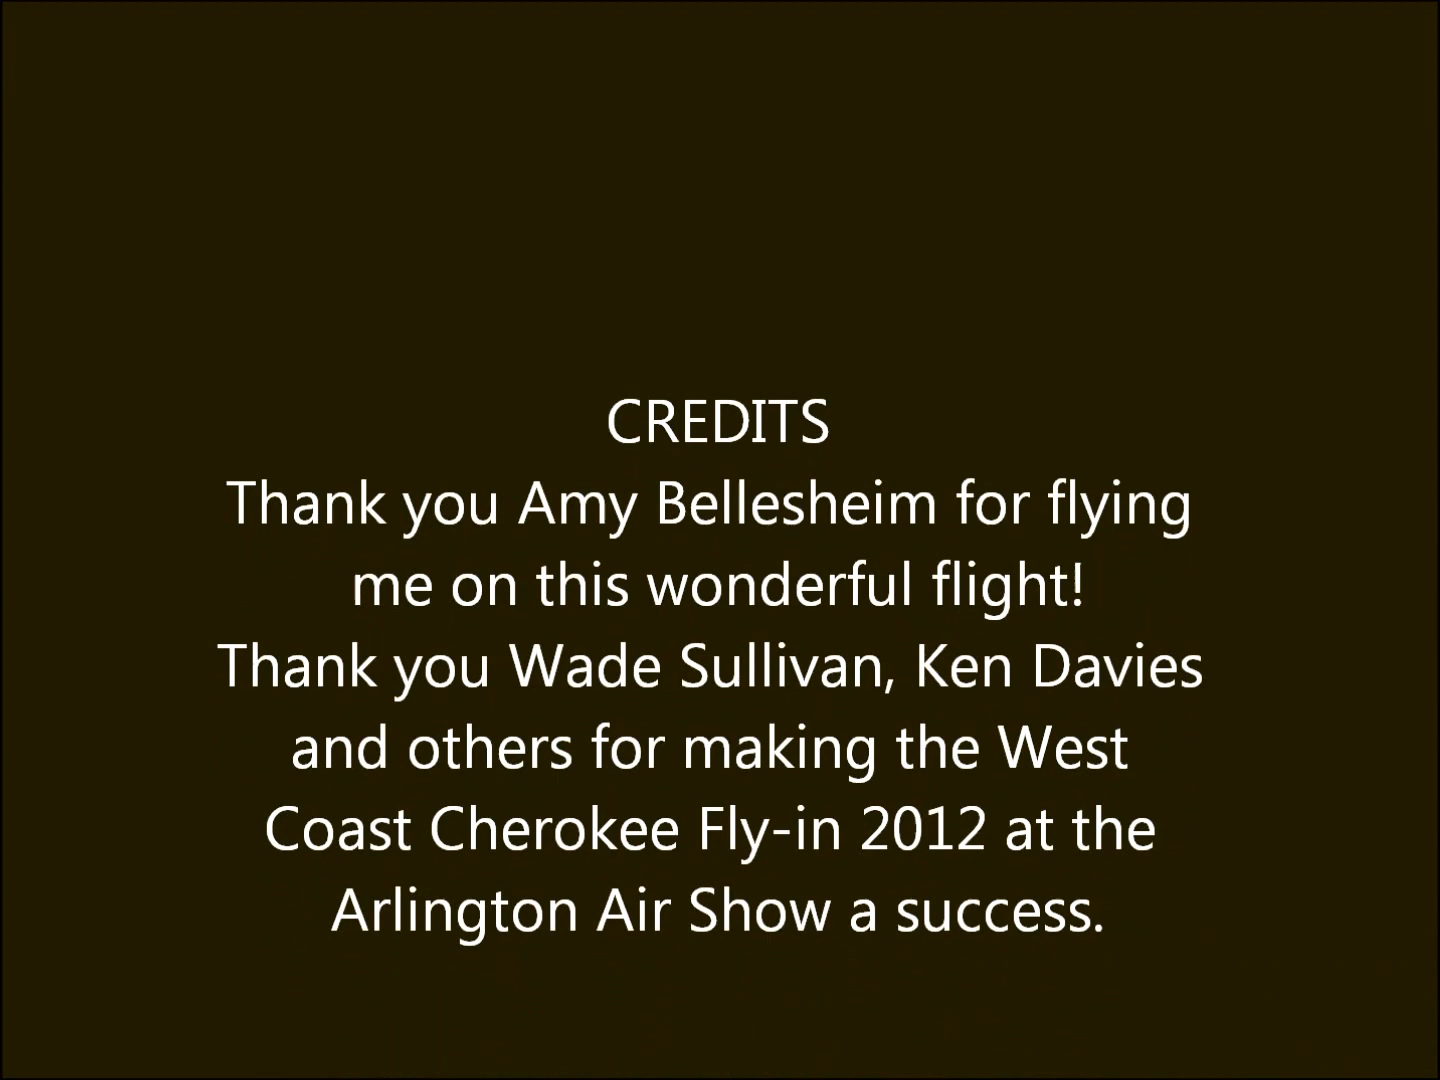 CREDITS
Thank you Amy Bellesheim for flying
me on this wonderful flight!
Thank you Wade Sullivan, Ken Davies
and others for making the West
Coast Cherokee Fly-in 2012 at the
Arlington Air Show a success.